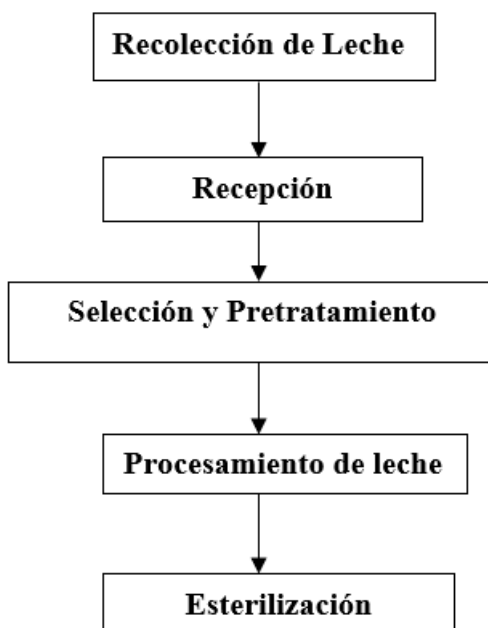 Recolección de Leche
Recepción
Selección y Pretratamiento
Procesamiento de leche
Esterilización